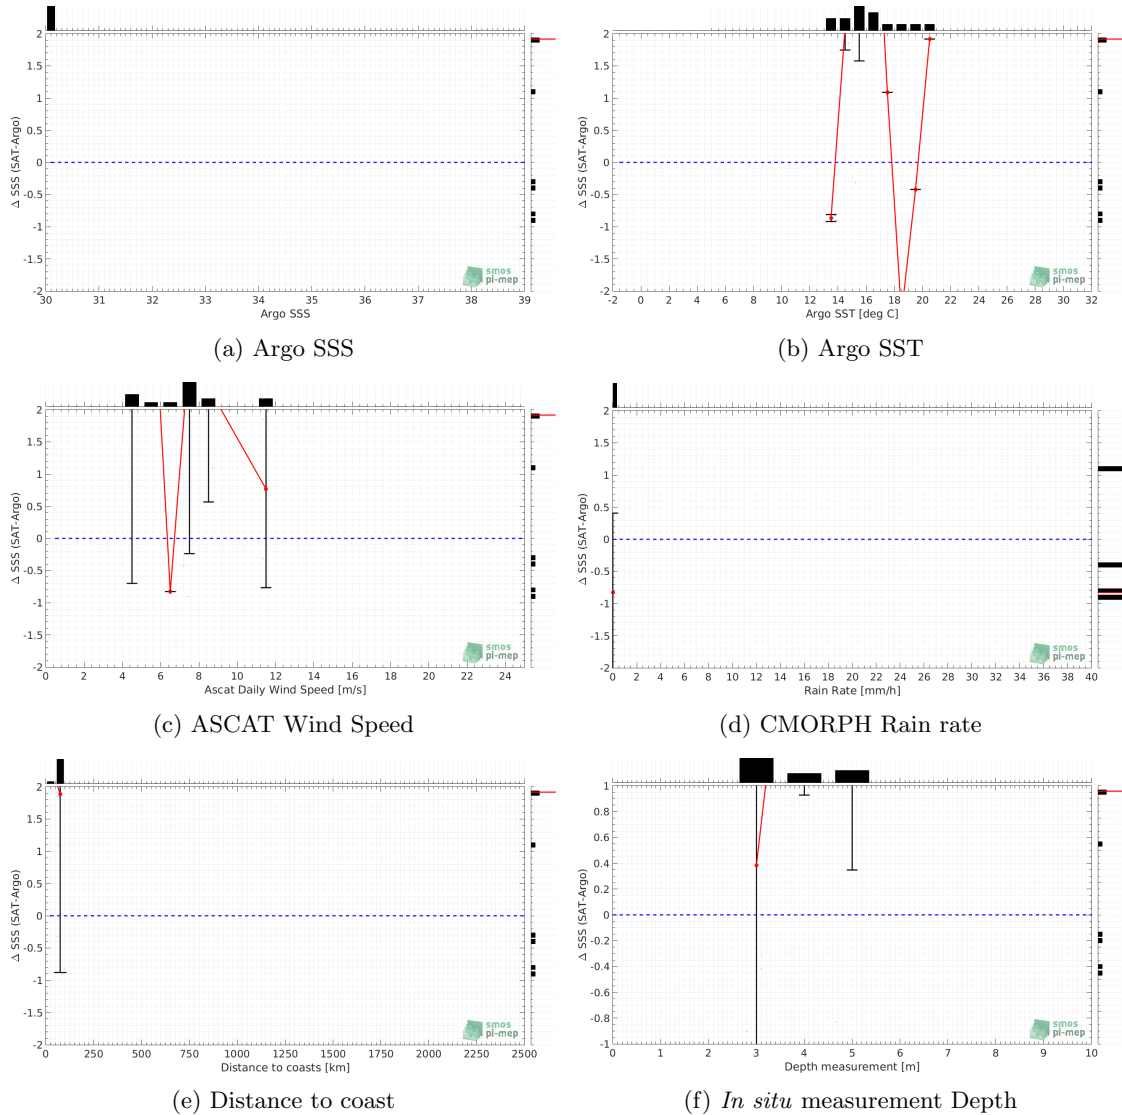 2
1.5
1
0.5
0
-0.5
-1
-1.5
-2
Δ SSS (SAT-Argo)
30 31 32 33 34 35 36 37 38 39
Argo SSS
smos
pi-mep
(a) Argo SSS
2
1.5
1
0.5
0
-0.5
-1
-1.5
-2
Δ SSS (SAT-Argo)
-2 0 2 4 6 8 10 12 14 16 18 20 22 24 26 28 30 32
Argo SST [deg C]
smos
pi-mep
(b) Argo SST
2
1.5
1
0.5
0
-0.5
-1
-1.5
-2
Δ SSS (SAT-Argo)
0 2 4 6 8 10 12 14 16 18 20 22 24
Ascat Daily Wind Speed [m/s]
smos
pi-mep
(c) ASCAT Wind Speed
2
1.5
1
0.5
0
-0.5
-1
-1.5
-2
Δ SSS (SAT-Argo)
0 2 4 6 8 10 12 14 16 18 20 22 24 26 28 30 32 34 36 38 40
Rain Rate [mm/h]
smos
pi-mep
(d) CMORPH Rain rate
2
1.5
1
0.5
0
-0.5
-1
-1.5
-2
Δ SSS (SAT-Argo)
0 250 500 750 1000 1250 1500 1750 2000 2250 2500
Distance to coasts [km]
smos
pi-mep
(e) Distance to coast
1
0.8
0.6
0.4
0.2
0
-0.2
-0.4
-0.6
-0.8
-1
Δ SSS (SAT-Argo)
0 1 2 3 4 5 6 7 8 9 10
Depth measurement [m]
smos
pi-mep
(f) In situ measurement Depth